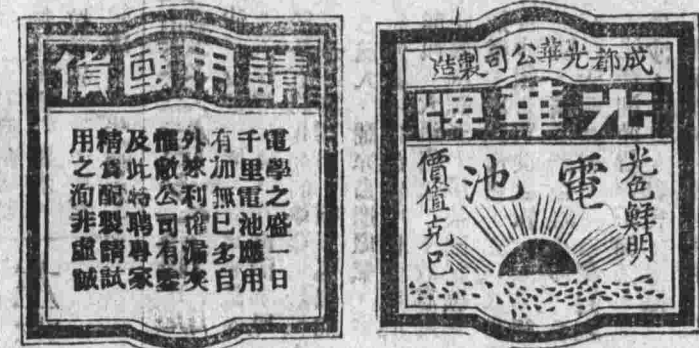 成都光華公司製造
光華牌
光色鮮明
電池
價值克己
請用國貨
電學之盛一日
千里電池應用
有加無已多自
外來利權漏
敝公司有鑒
及此特聘專家
精良配製請試
用之洵非虛誠